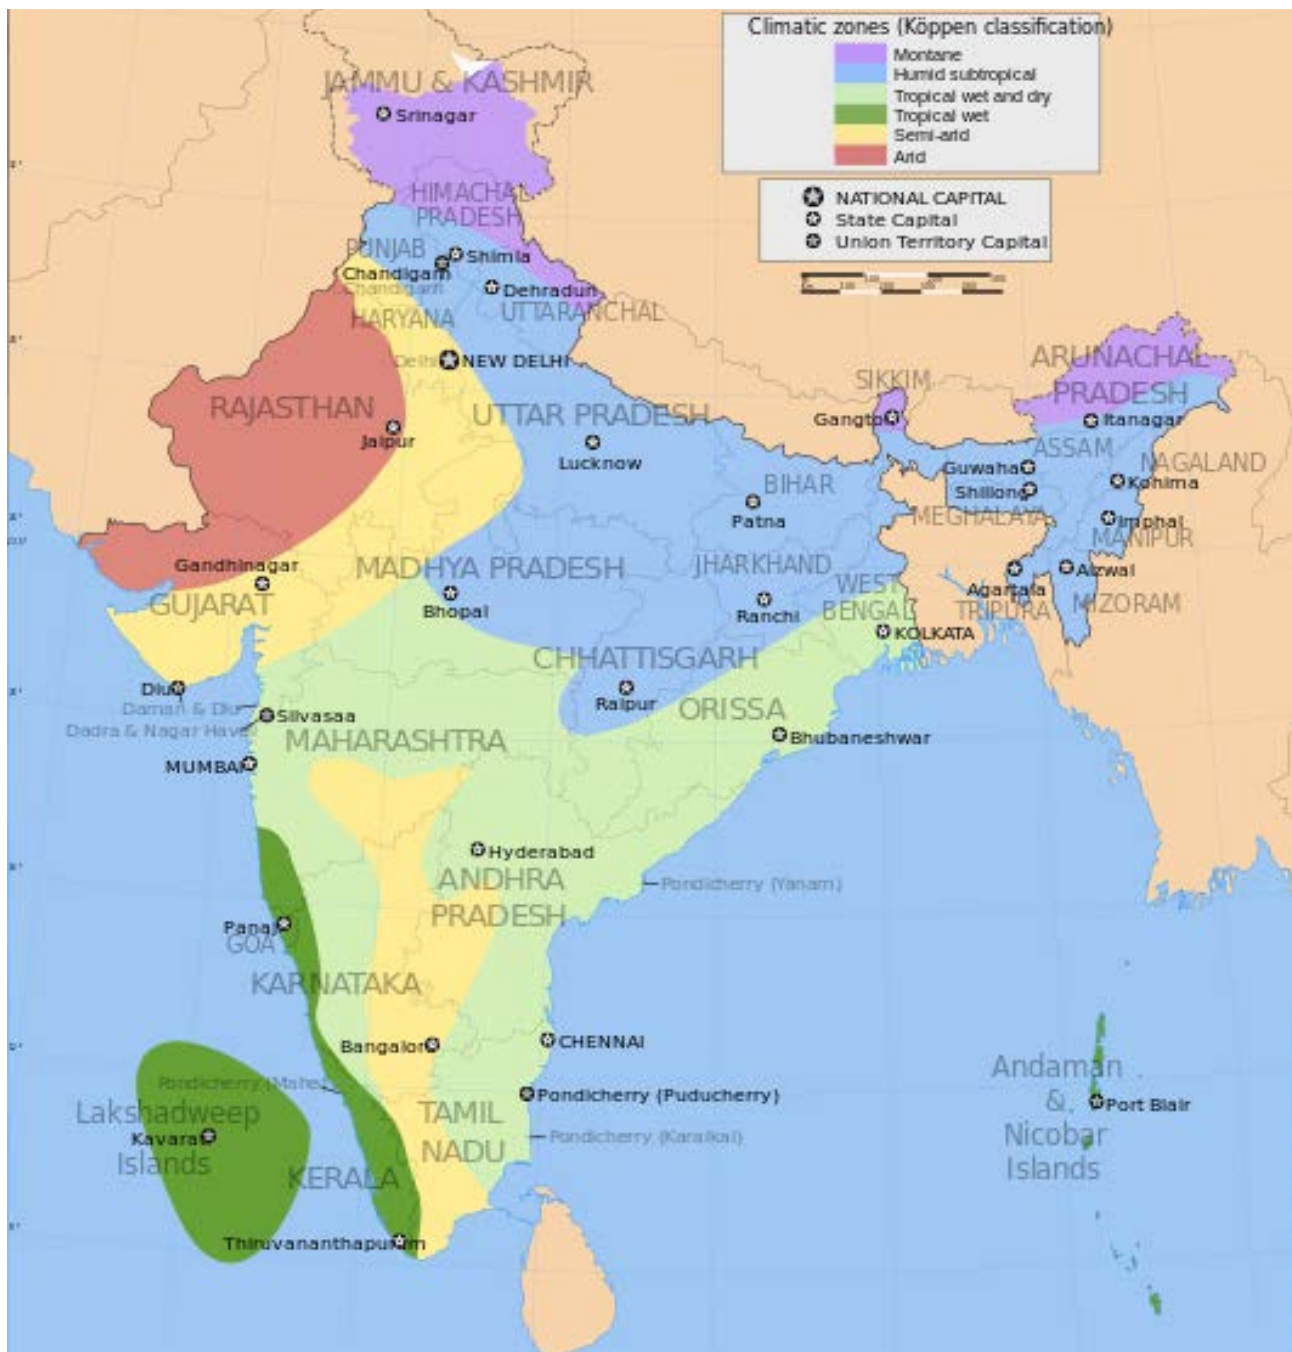 Climatic zones (Köppen classification)
Montane
Humid subtropical
Tropical wet and dry
Tropical wet
Semi-arid
Arid
NATIONAL CAPITAL
State Capital
Union Territory Capital
JAMMU & KASHMIR
Srinagar
HIMACHAL
PRADESH
PUNJAB
Shimla
Chandigarh
Chandigarh
Dehradun
UTTARANCHAL
HARYANA
Delhi
NEW DELHI
ARUNACHAL
PRADESH
SIKKIM
RAJASTHAN
UTTAR PRADESH
Gangtok
Itanagar
Jaipur
Lucknow
ASSAM
Guwaha
NAGALAND
BIHAR
Kohima
Shillong
Patna
MEGHALAYA
Imphal
MANIPUR
Gandhinagar
MADHYA PRADESH
JHARKHAND
Aizwal
WEST
BENGAL
Agartala
GUJARAT
Bhopal
Ranchi
TRIPURA
MIZORAM
KOLKATA
CHHATTISGARH
Diu
Raipur
ORISSA
Daman & Diu
Silvasaa
Dadra & Nagar Haveli
MAHARASHTRA
Bhubaneshwar
MUMBAI
Hyderabad
ANDHRA
PRADESH
Pondicherry (Yanam)
Panaji
GOA
KARNATAKA
Bangalor
CHENNAI
Andaman
&
Nicobar
Islands
Port Blair
Pondicherry (Mahe)
Pondicherry (Puducherry)
Lakshadweep
Islands
Kavarati
TAMIL
NADU
Pondicherry (Karaikal)
KERALA
Thiruvananthapuram